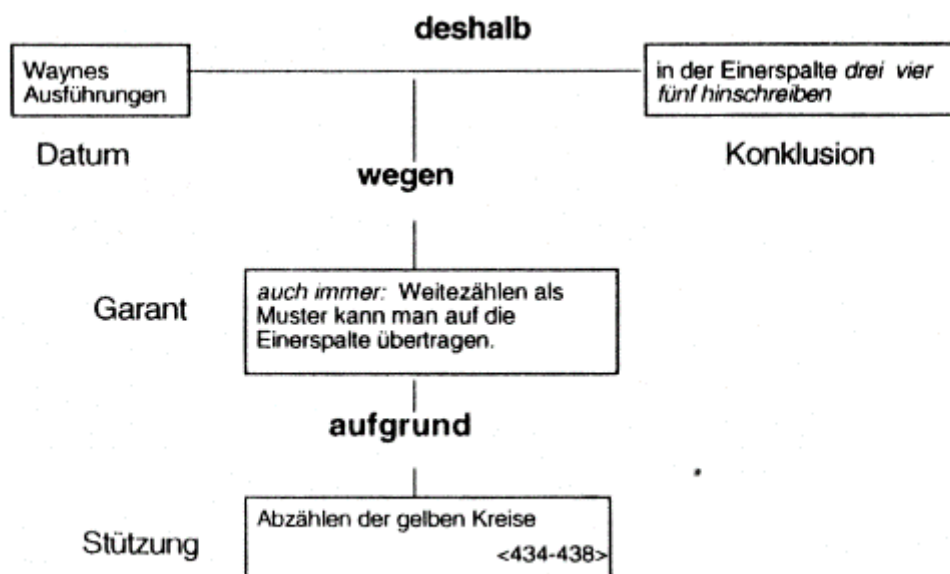 deshalb
Waynes
Ausführungen
in der Einerspalte drei vier
fünf hinschreiben
Datum
Konklusion
wegen
Garant
auch immer: Weitezählen als
Muster kann man auf die
Einerspalte übertragen.
aufgrund
Stützung
Abzählen der gelben Kreise
<434-438>